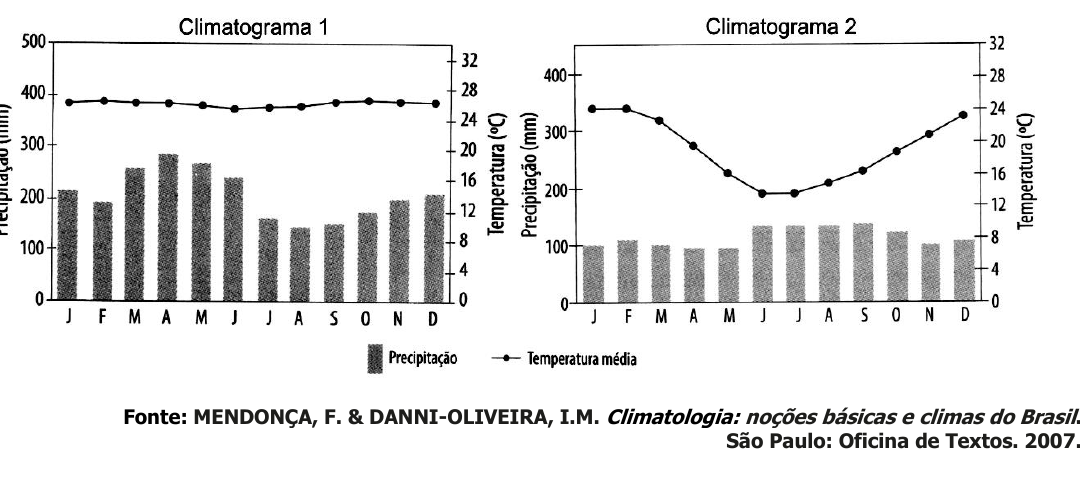 Climatograma 1
Climatograma 2
Precipitação (mm)
500
400
300
200
100
0
32
28
24
20
16
12
8
4
0
Temperatura (ºC)
J F M A M J J A S O N D
Precipitação (mm)
400
300
200
100
0
32
28
24
20
16
12
8
4
0
Temperatura (ºC)
J F M A M J J A S O N D
Precipitação
Temperatura média
Fonte: MENDONÇA, F. & DANNI-OLIVEIRA, I.M. Climatologia: noções básicas e climas do Brasil.
São Paulo: Oficina de Textos. 2007.